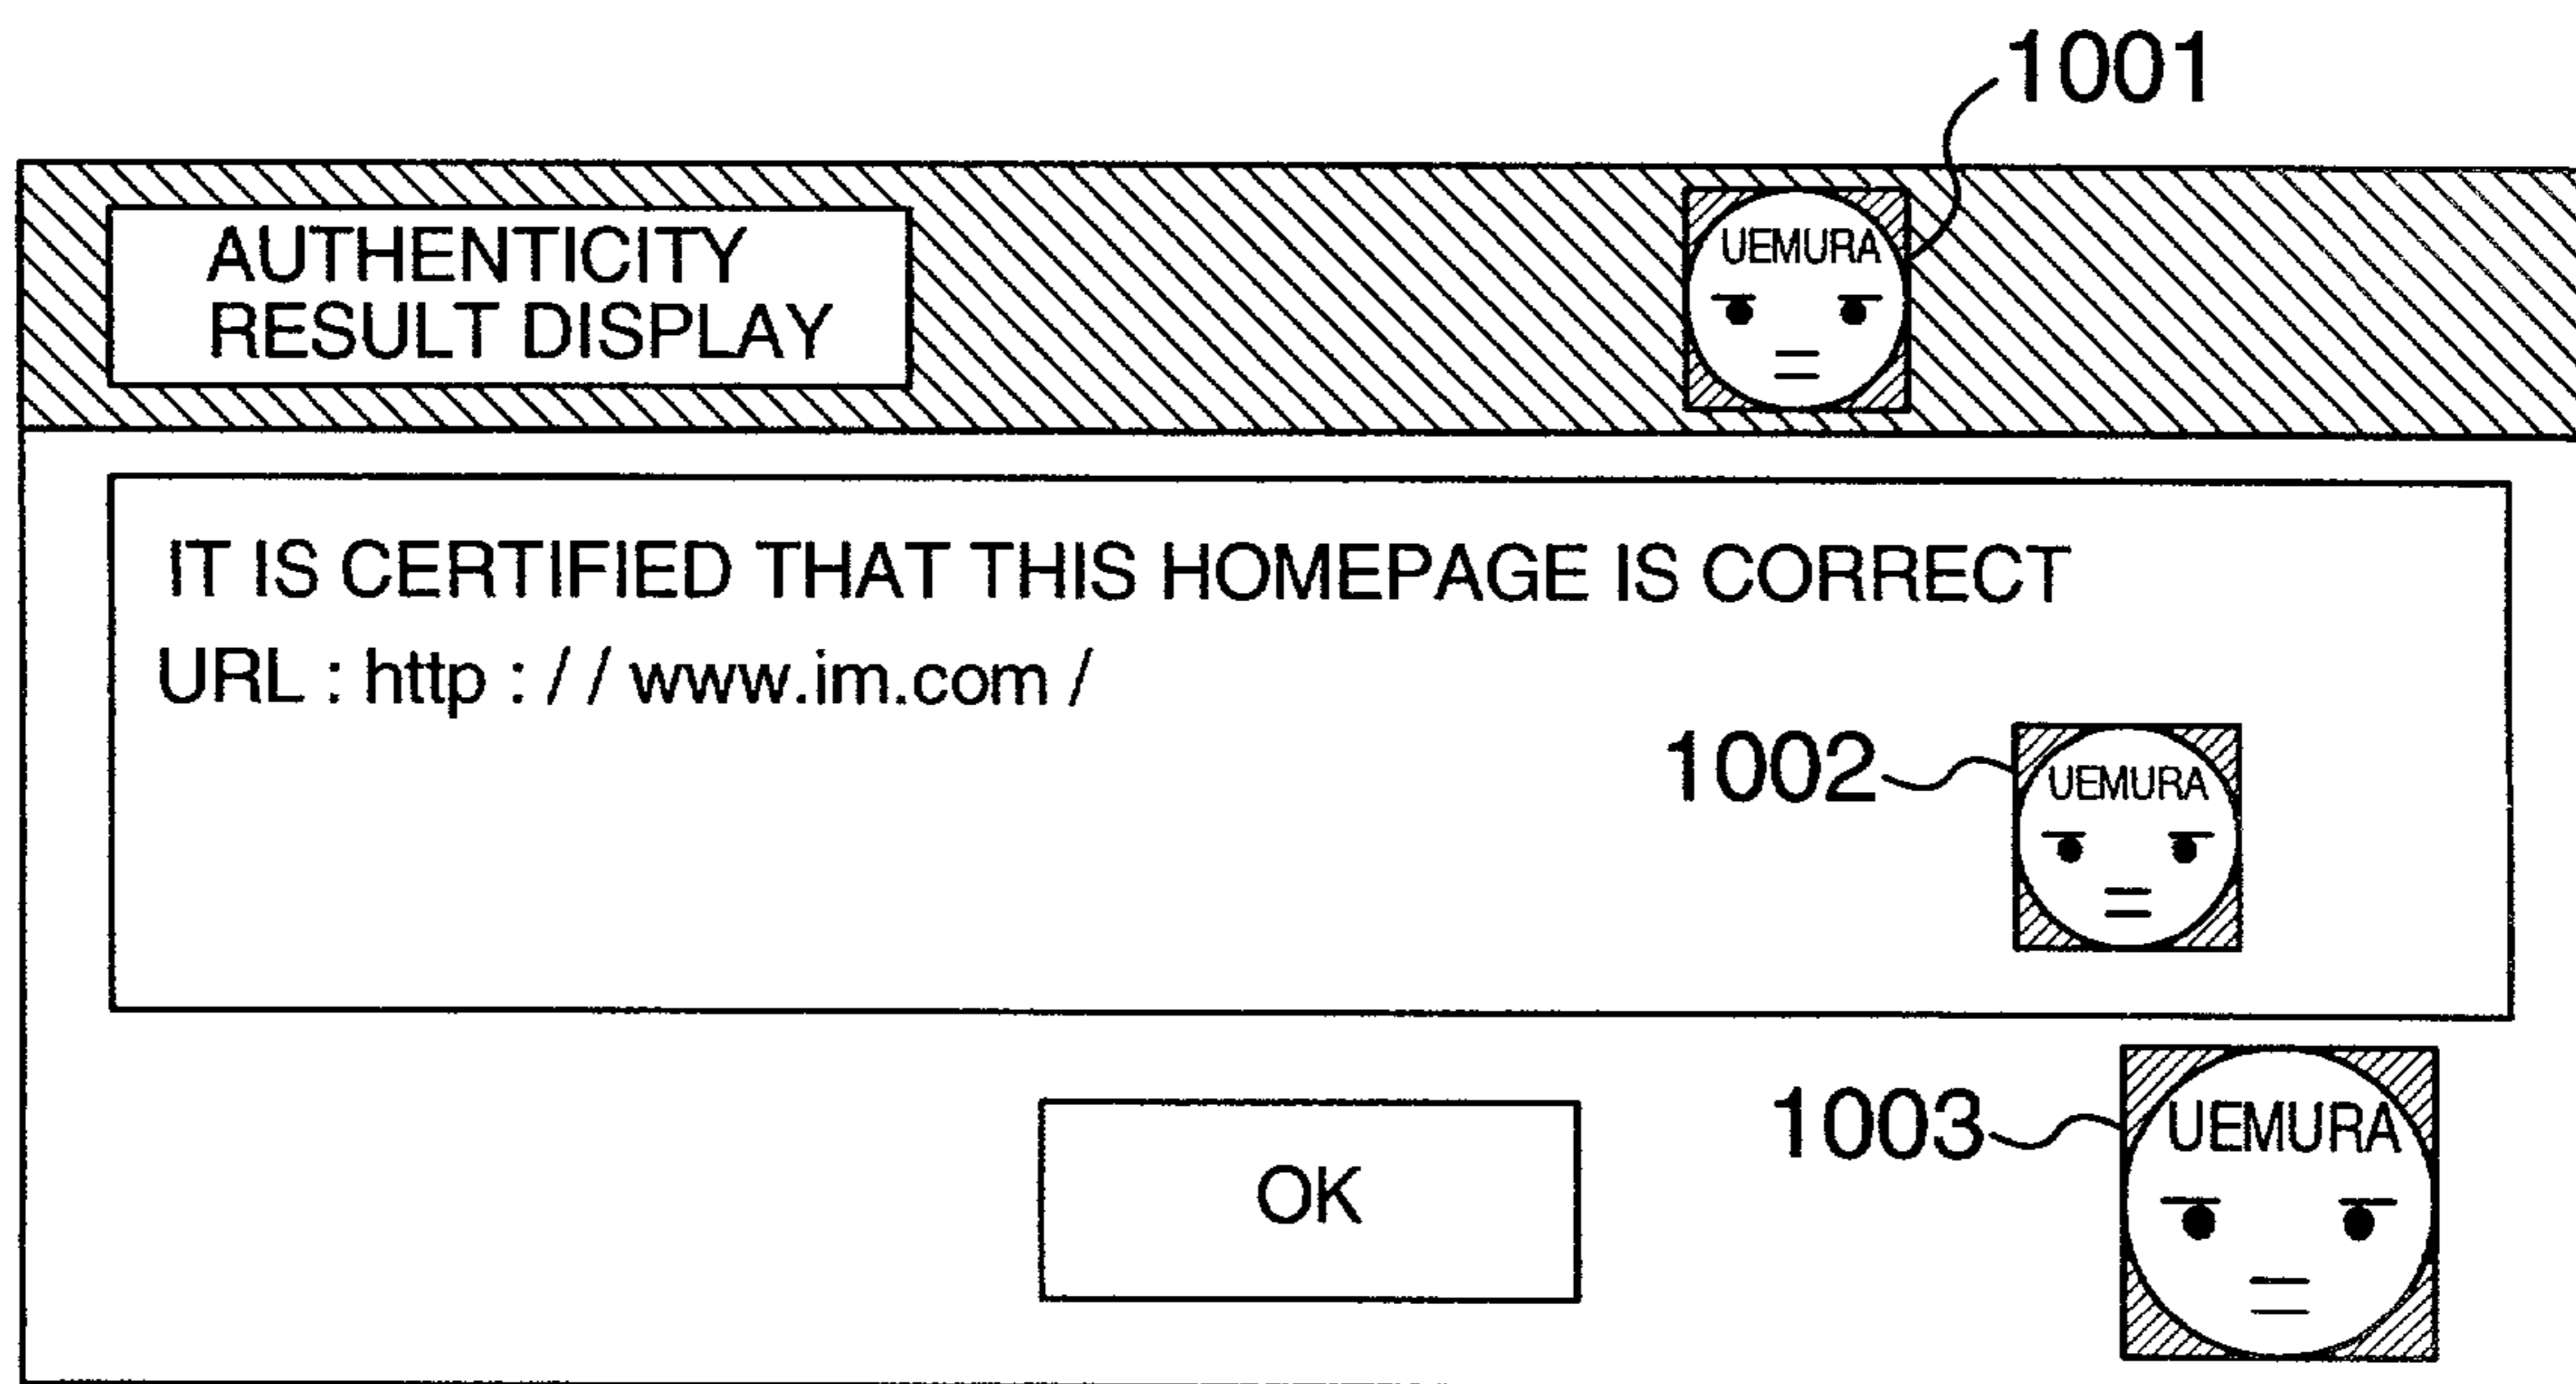 1001
AUTHENTICITY
RESULT DISPLAY
UEMURA
IT IS CERTIFIED THAT THIS HOMEPAGE IS CORRECT
URL : http : / / www.im.com /
1002
UEMURA
1003
UEMURA
OK